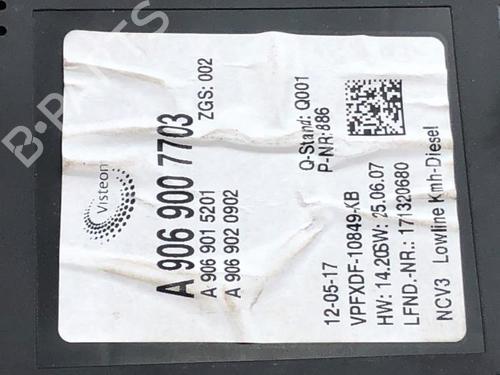 Visteon
A 906 900 7703
A 906 901 5201 ZGS: 002
A 906 902 0902
Q-Stand: Q001
P-NR: 886
12-05-17
VPFXDF-10849-KB
HW: 14.20SW: 25.06.07
LFND.-NR.: 171320680
NCV3 Lowline Kmh-Diesel
B-PARTS